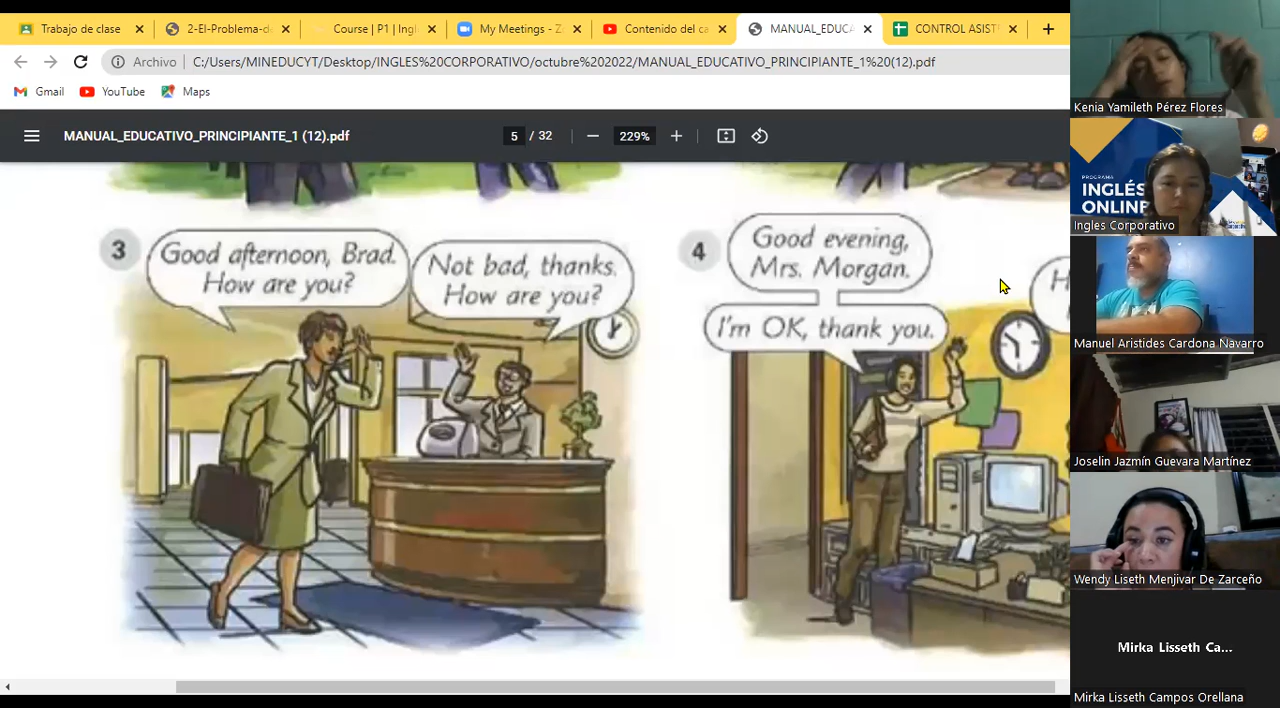 Trabajo de clase
2-El-Problema-d
Course | P1 | Ingl
My Meetings - Z
Contenido del ca
MANUAL_EDUCA
CONTROL ASIST
Archivo
C:/Users/MINEDUCYT/Desktop/INGLES%20CORPORATIVO/octubre%202022/MANUAL_EDUCATIVO_PRINCIPIANTE_1%20(12).pdf
Gmail
YouTube
Maps
MANUAL_EDUCATIVO_PRINCIPIANTE_1 (12).pdf
5 / 32
229%
3
Good afternoon, Brad.
How are you?
Not bad, thanks.
How are you?
4
Good evening,
Mrs. Morgan.
I'm OK, thank you.
H
Kenia Yamileth Pérez Flores
PROGRAMA
INGLÉS
ONLINE
Ingles Corporativo
Manuel Aristides Cardona Navarro
Joselin Jazmín Guevara Martínez
Wendy Liseth Menjivar De Zarceño
Mirka Lisseth Ca...
Mirka Lisseth Campos Orellana